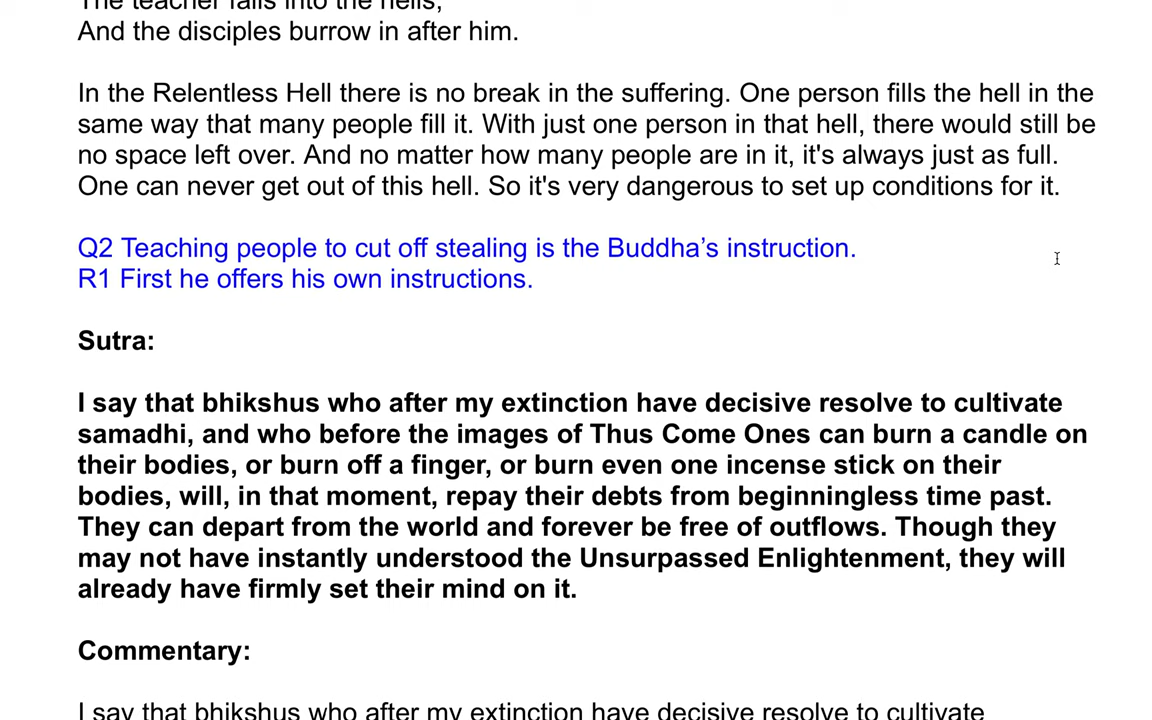 The teacher falls into the hells,
And the disciples burrow in after him.
In the Relentless Hell there is no break in the suffering. One person fills the hell in the
same way that many people fill it. With just one person in that hell, there would still be
no space left over. And no matter how many people are in it, it's always just as full.
One can never get out of this hell. So it's very dangerous to set up conditions for it.
Q2 Teaching people to cut off stealing is the Buddha’s instruction.
R1 First he offers his own instructions.
Sutra:
I say that bhikshus who after my extinction have decisive resolve to cultivate
samadhi, and who before the images of Thus Come Ones can burn a candle on
their bodies, or burn off a finger, or burn even one incense stick on their
bodies, will, in that moment, repay their debts from beginningless time past.
They can depart from the world and forever be free of outflows. Though they
may not have instantly understood the Unsurpassed Enlightenment, they will
already have firmly set their mind on it.
Commentary:
I say that bhikshus who after my extinction have decisive resolve to cultivate